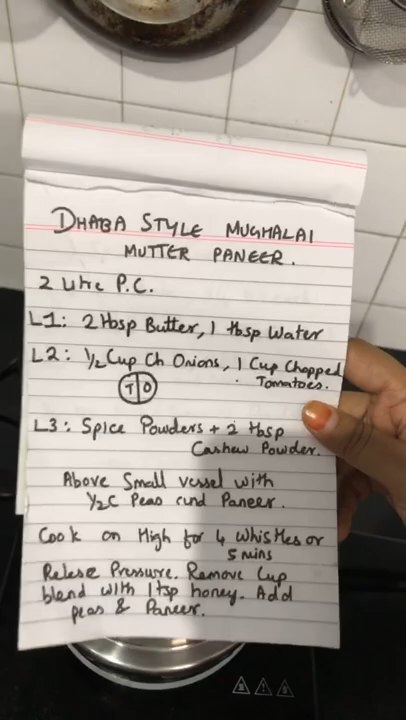 DHABA STYLE MUGHALAI
MUTTER PANEER.
2 Litre P.C.
L1: 2 tbsp Butter, 1 tbsp Water
L2: 1/2 Cup Ch Onions, 1 Cup Chopped
Tomatoes.
T O
L3: Spice Powders + 2 tbsp
Cashew Powder.
Above Small vessel with
1/2C Peas and Paneer.
Cook on High for 4 Whistles or
5 mins
Relese Pressure. Remove Cup
blend with 1 tsp honey. Add
peas & Paneer.